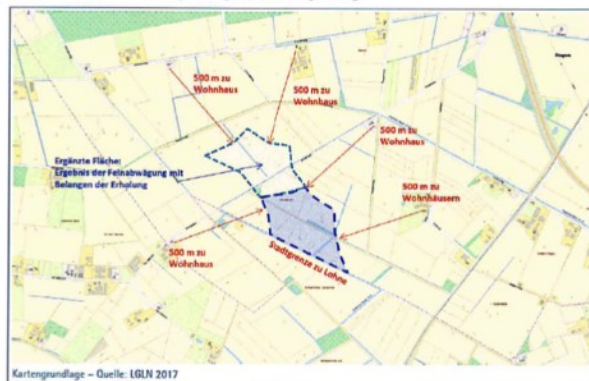 500 m zu
Wohnhaus
500 m zu
Wohnhaus
500 m zu
Wohnhaus
Ergänzte Fläche:
Ergebnis der Feinabwägung mit
Belangen der Erholung
500 m zu
Wohnhäusern
500 m zu
Wohnhaus
Stadtgrenze zu Lohne
Kartengrundlage – Quelle: LGLN 2017